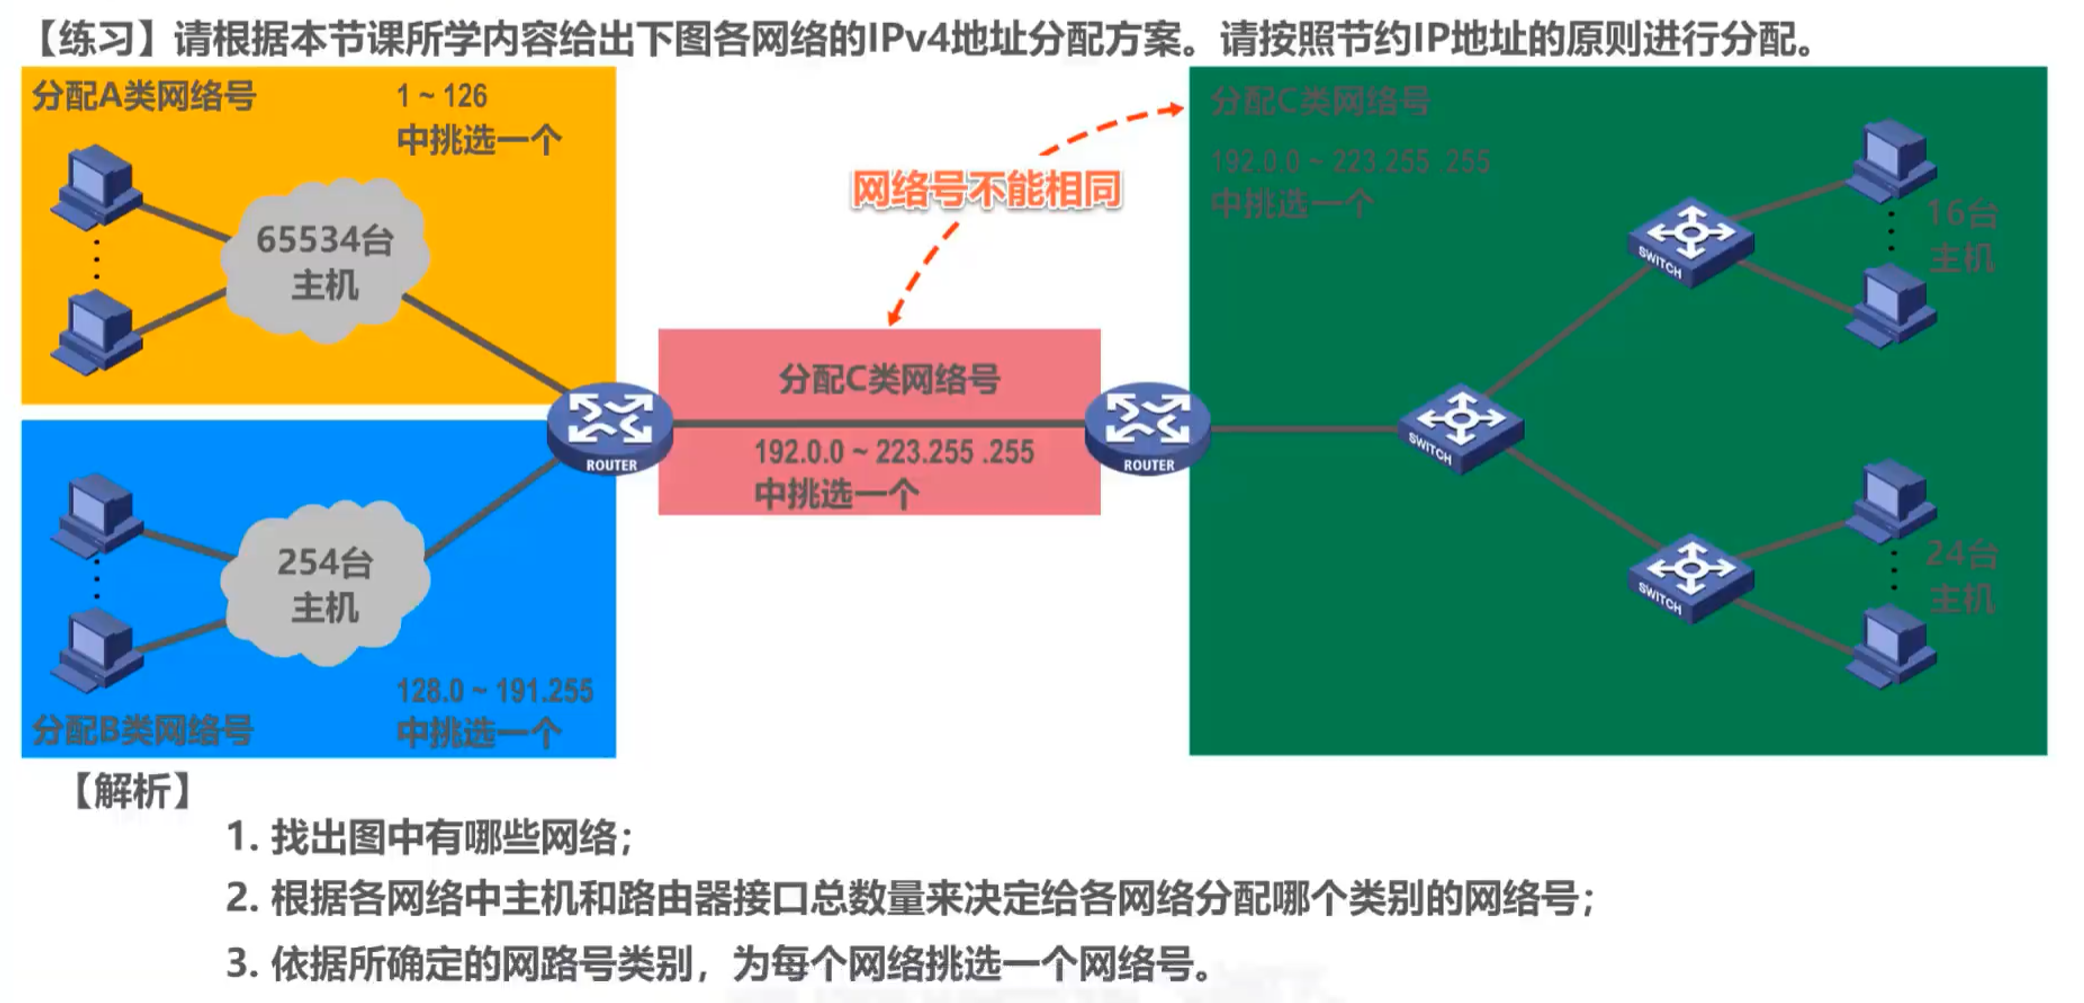 【练习】请根据本节课所学内容给出下图各网络的IPv4地址分配方案。请按照节约IP地址的原则进行分配。
分配A类网络号
1 ~ 126
中挑选一个
65534台
主机
254台
主机
128.0 ~ 191.255
中挑选一个
分配B类网络号
ROUTER
分配C类网络号
192.0.0 ~ 223.255 .255
中挑选一个
ROUTER
网络号不能相同
分配C类网络号
192.0.0 ~ 223.255 .255
中挑选一个
SWITCH
SWITCH
SWITCH
16台
主机
24台
主机
【解析】
1. 找出图中有哪些网络；
2. 根据各网络中主机和路由器接口总数量来决定给各网络分配哪个类别的网络号；
3. 依据所确定的网路号类别，为每个网络挑选一个网络号。